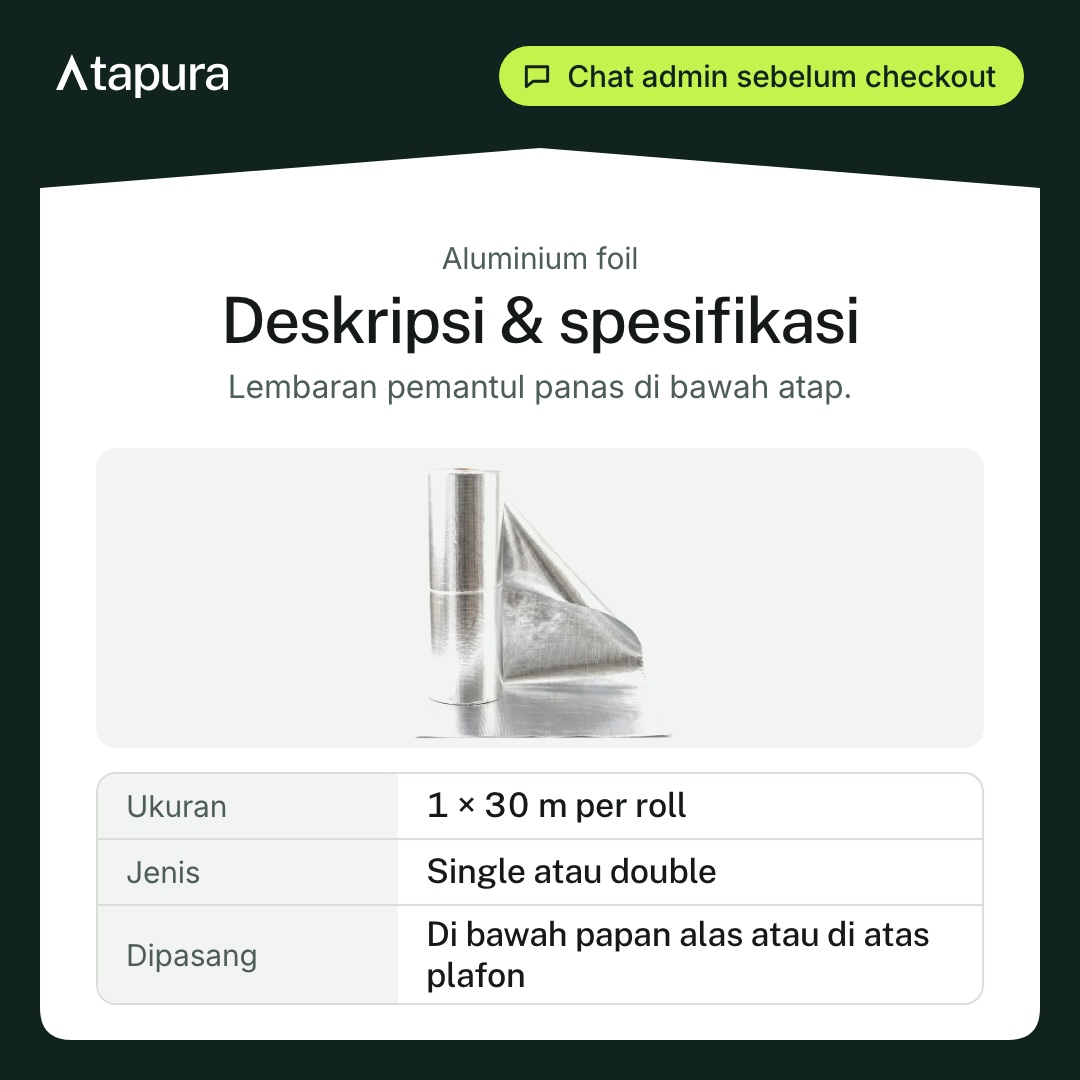 Atapura
Chat admin sebelum checkout
Aluminium foil
Deskripsi & spesifikasi
Lembaran pemantul panas di bawah atap.
Ukuran
1 × 30 m per roll
Jenis
Single atau double
Dipasang
Di bawah papan alas atau di atas
plafon